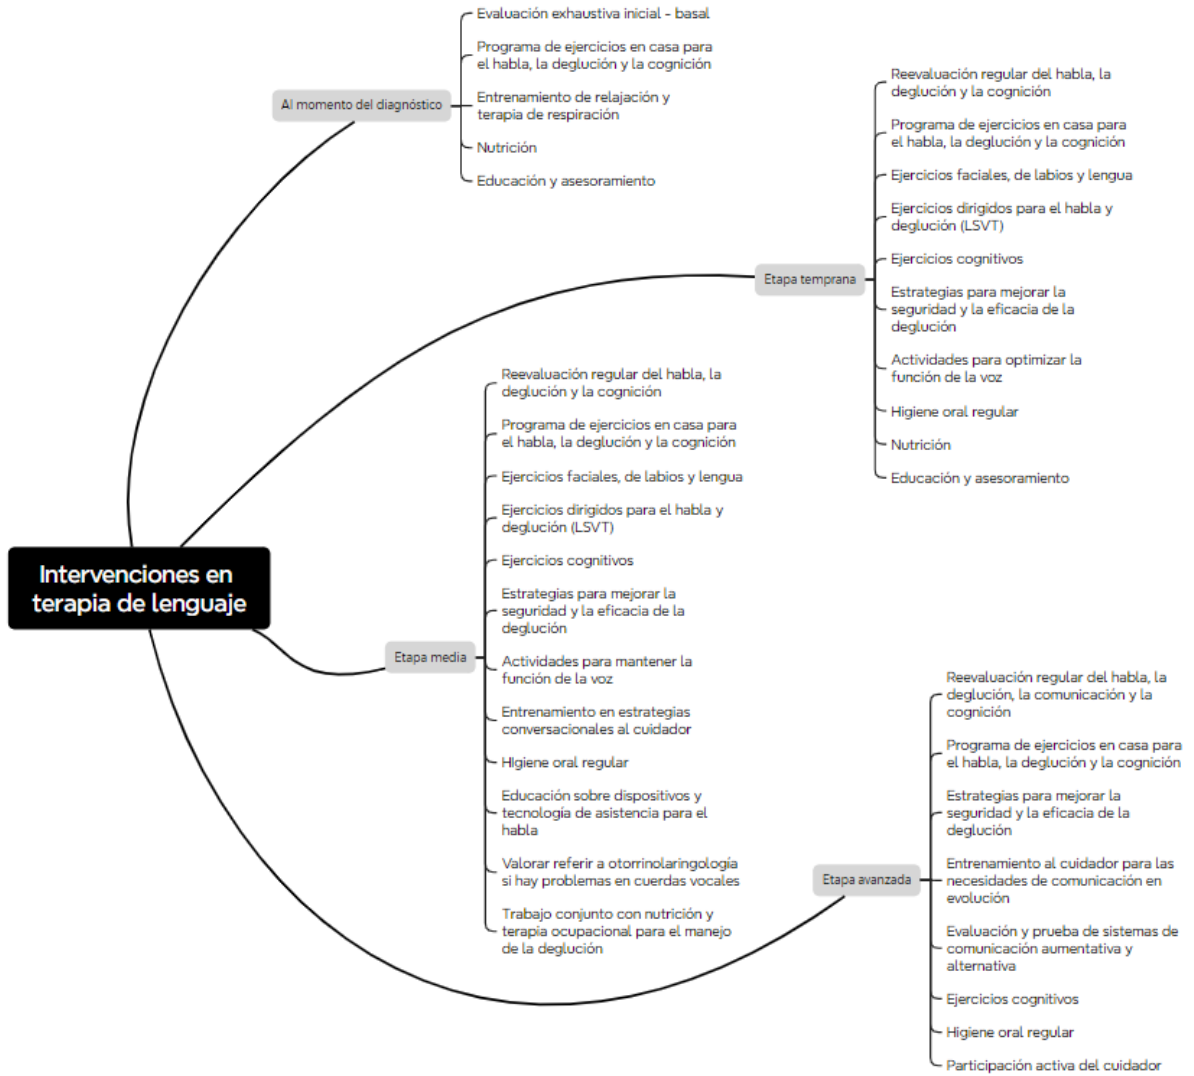 Intervenciones en
terapia de lenguaje
Al momento del diagnóstico
Evaluación exhaustiva inicial - basal
Programa de ejercicios en casa para
el habla, la deglución y la cognición
Entrenamiento de relajación y
terapia de respiración
Nutrición
Educación y asesoramiento
Etapa temprana
Reevaluación regular del habla, la
deglución y la cognición
Programa de ejercicios en casa para
el habla, la deglución y la cognición
Ejercicios faciales, de labios y lengua
Ejercicios dirigidos para el habla y
deglución (LSVT)
Ejercicios cognitivos
Estrategias para mejorar la
seguridad y la eficacia de la
deglución
Actividades para optimizar la
función de la voz
Higiene oral regular
Nutrición
Educación y asesoramiento
Etapa media
Reevaluación regular del habla, la
deglución y la cognición
Programa de ejercicios en casa para
el habla, la deglución y la cognición
Ejercicios faciales, de labios y lengua
Ejercicios dirigidos para el habla y
deglución (LSVT)
Ejercicios cognitivos
Estrategias para mejorar la
seguridad y la eficacia de la
deglución
Actividades para mantener la
función de la voz
Entrenamiento en estrategias
conversacionales al cuidador
Higiene oral regular
Educación sobre dispositivos y
tecnología de asistencia para el
habla
Valorar referir a otorrinolaringología
si hay problemas en cuerdas vocales
Trabajo conjunto con nutrición y
terapia ocupacional para el manejo
de la deglución
Etapa avanzada
Reevaluación regular del habla, la
deglución, la comunicación y la
cognición
Programa de ejercicios en casa para
el habla, la deglución y la cognición
Estrategias para mejorar la
seguridad y la eficacia de la
deglución
Entrenamiento al cuidador para las
necesidades de comunicación en
evolución
Evaluación y prueba de sistemas de
comunicación aumentativa y
alternativa
Ejercicios cognitivos
Higiene oral regular
Participación activa del cuidador